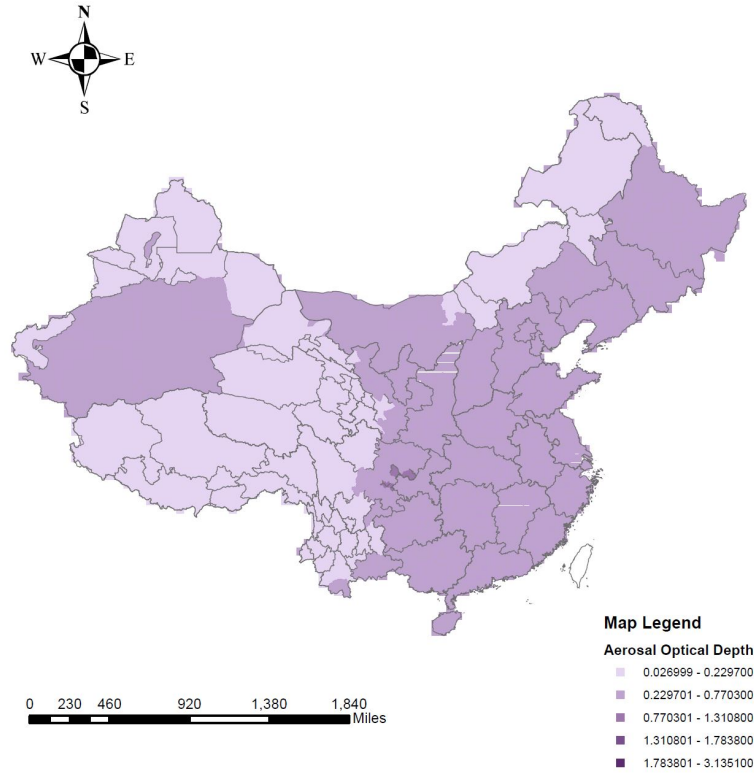 N
W E
S
Map Legend
Aerosal Optical Depth
0.026999 - 0.229700
0.229701 - 0.770300
0.770301 - 1.310800
1.310801 - 1.783800
1.783801 - 3.135100
0 230 460 920 1,380 1,840
Miles